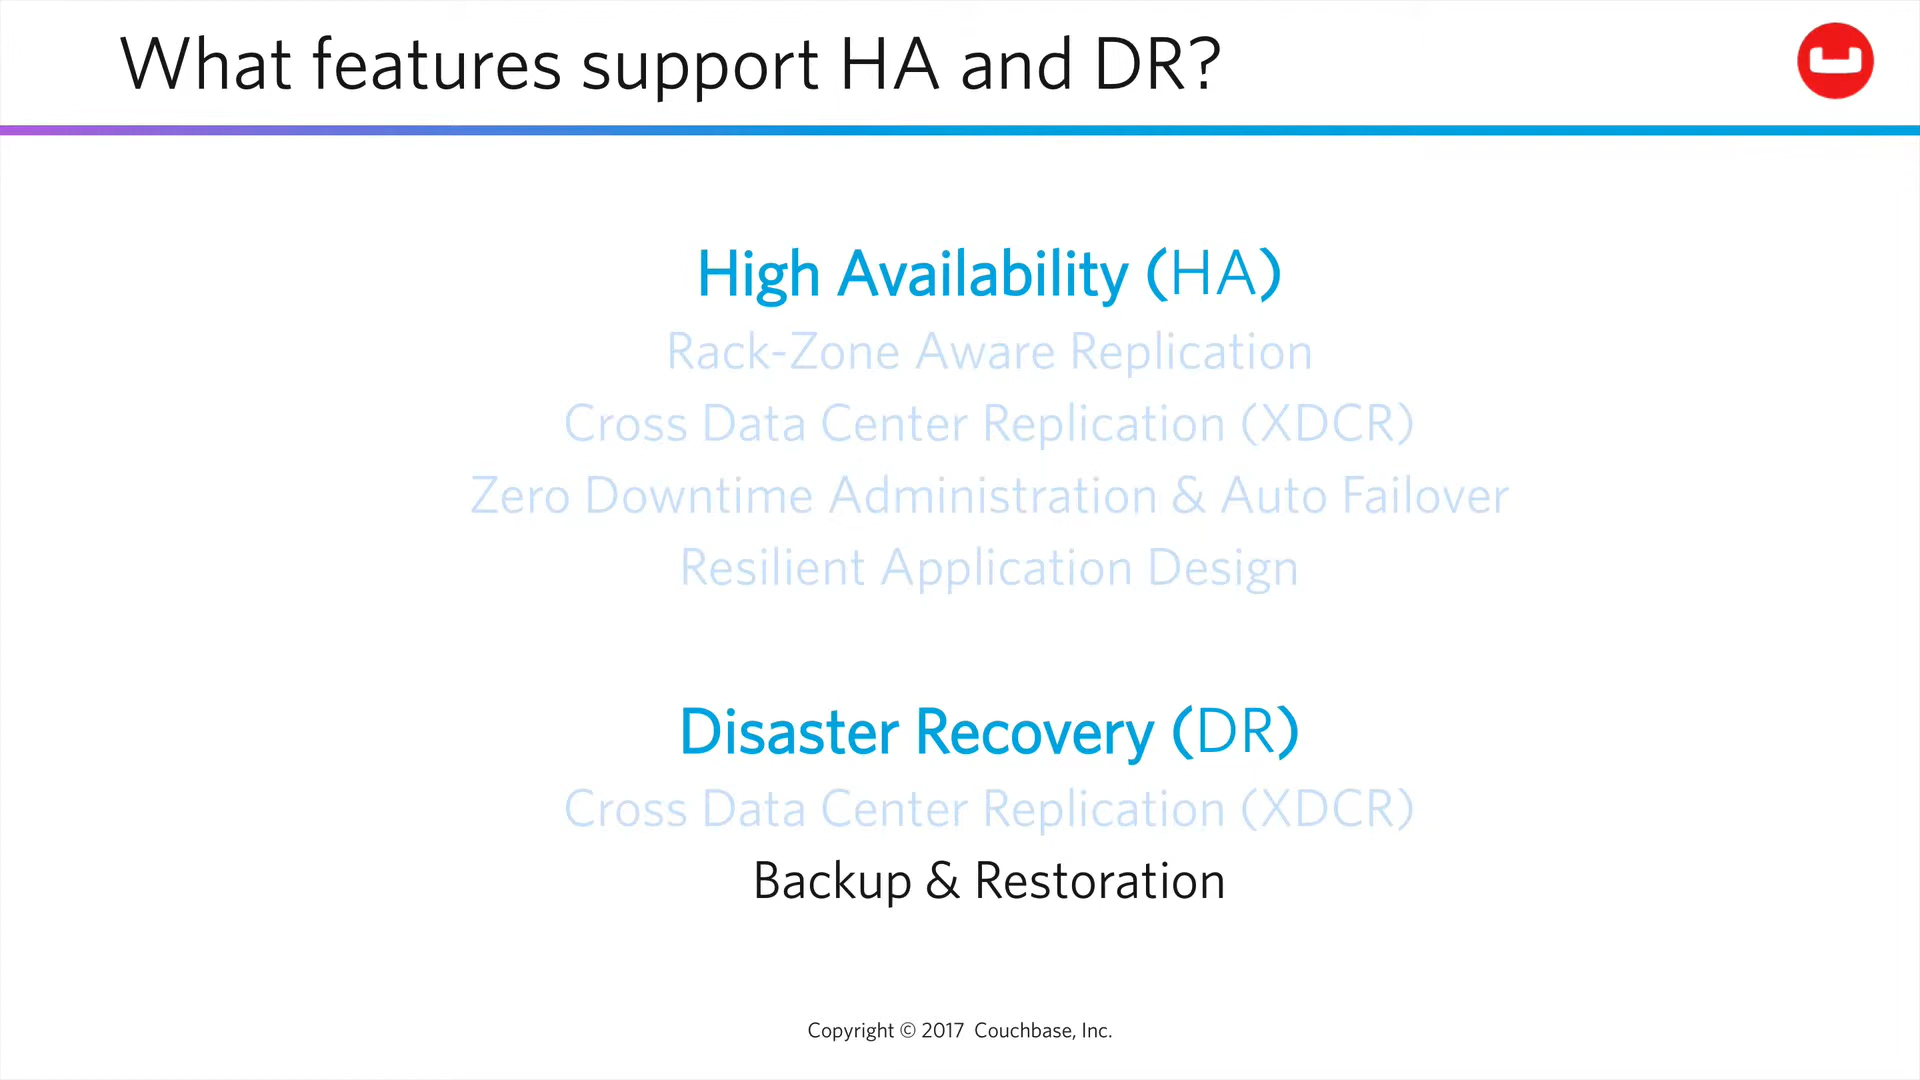 What features support HA and DR?
High Availability (HA)
Rack-Zone Aware Replication
Cross Data Center Replication (XDCR)
Zero Downtime Administration & Auto Failover
Resilient Application Design
Disaster Recovery (DR)
Cross Data Center Replication (XDCR)
Backup & Restoration
Copyright © 2017 Couchbase, Inc.